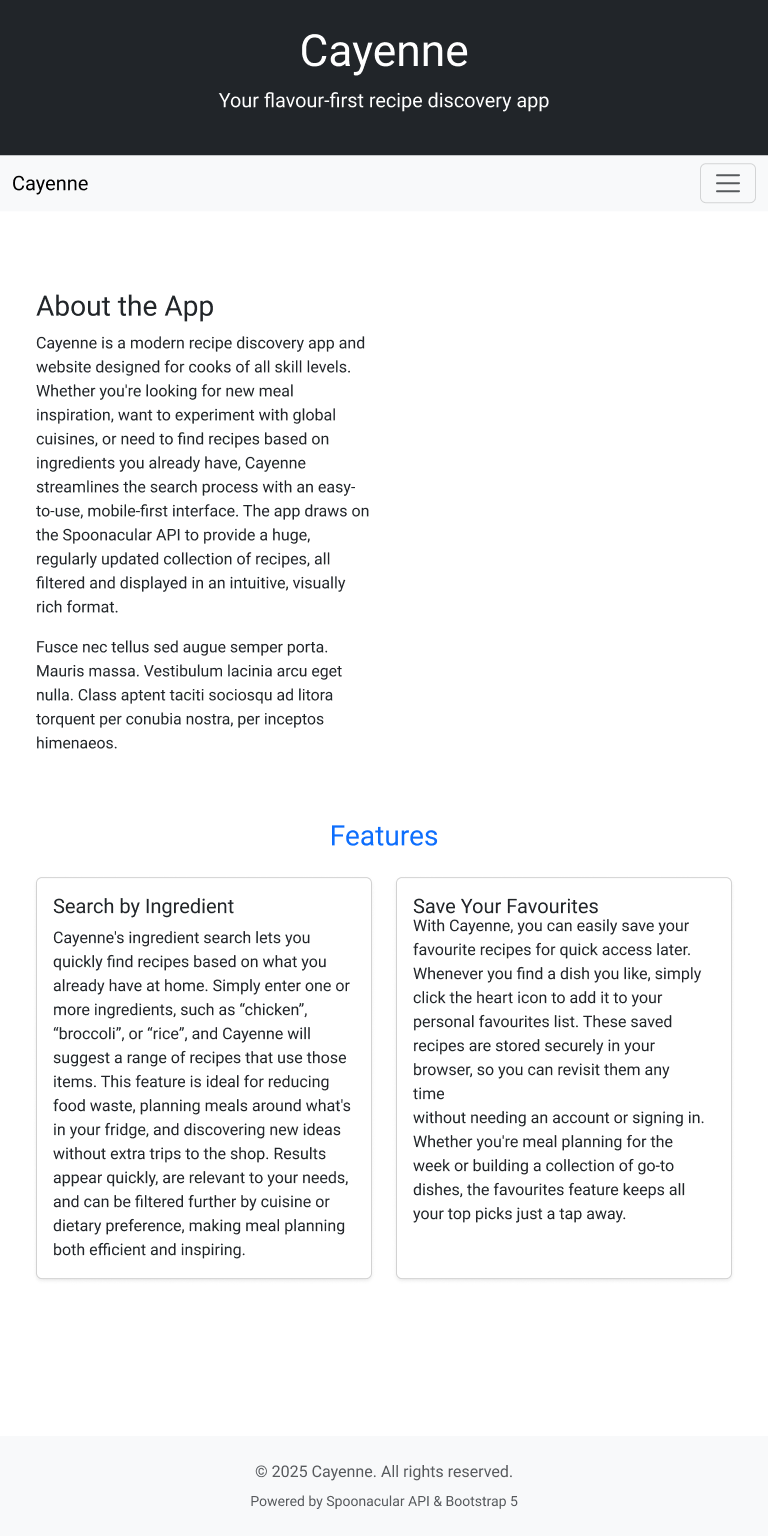 Cayenne
Your flavour-first recipe discovery app
Cayenne
About the App
Cayenne is a modern recipe discovery app and
website designed for cooks of all skill levels.
Whether you're looking for new meal
inspiration, want to experiment with global
cuisines, or need to find recipes based on
ingredients you already have, Cayenne
streamlines the search process with an easy-
to-use, mobile-first interface. The app draws on
the Spoonacular API to provide a huge,
regularly updated collection of recipes, all
filtered and displayed in an intuitive, visually
rich format.
Fusce nec tellus sed augue semper porta.
Mauris massa. Vestibulum lacinia arcu eget
nulla. Class aptent taciti sociosqu ad litora
torquent per conubia nostra, per inceptos
himenaeos.
Features
Search by Ingredient
Cayenne's ingredient search lets you
quickly find recipes based on what you
already have at home. Simply enter one or
more ingredients, such as “chicken”,
“broccoli”, or “rice”, and Cayenne will
suggest a range of recipes that use those
items. This feature is ideal for reducing
food waste, planning meals around what's
in your fridge, and discovering new ideas
without extra trips to the shop. Results
appear quickly, are relevant to your needs,
and can be filtered further by cuisine or
dietary preference, making meal planning
both efficient and inspiring.
Save Your Favourites
With Cayenne, you can easily save your
favourite recipes for quick access later.
Whenever you find a dish you like, simply
click the heart icon to add it to your
personal favourites list. These saved
recipes are stored securely in your
browser, so you can revisit them any
time
without needing an account or signing in.
Whether you're meal planning for the
week or building a collection of go-to
dishes, the favourites feature keeps all
your top picks just a tap away.
© 2025 Cayenne. All rights reserved.
Powered by Spoonacular API & Bootstrap 5